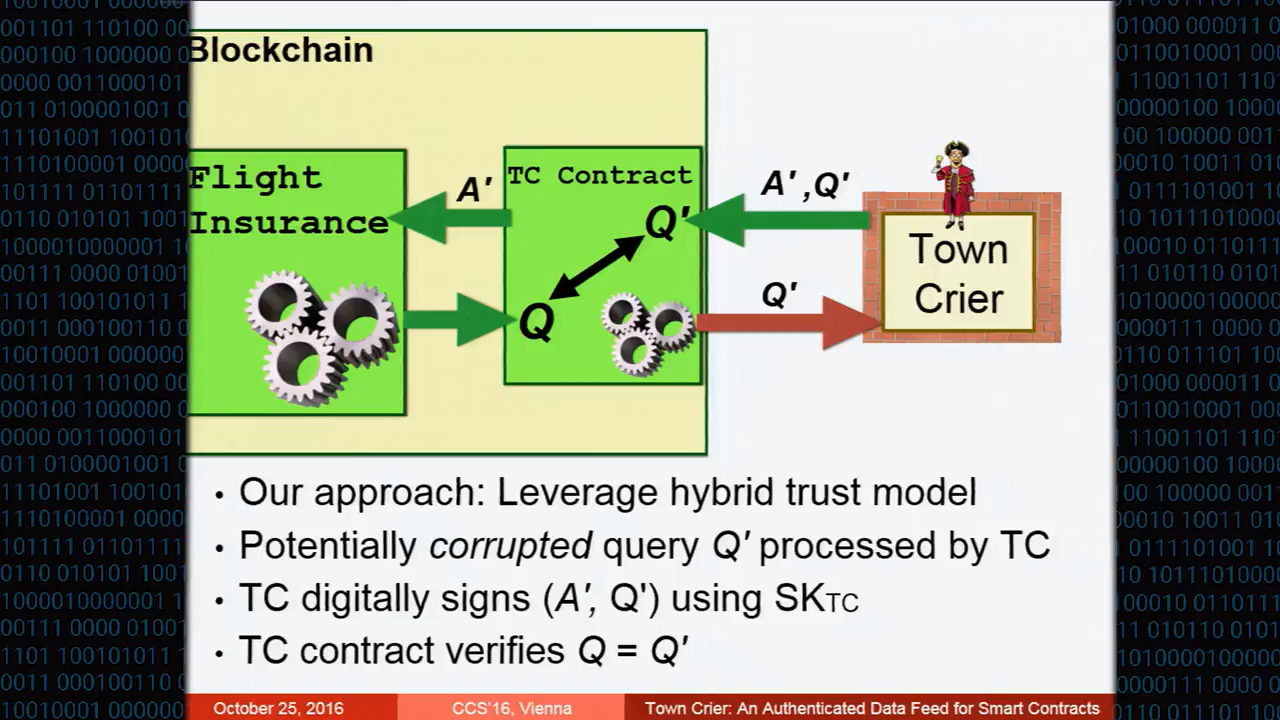 Blockchain
Flight
Insurance
A′
TC Contract
Q′
Q
A′ ,Q′
Q′
Town
Crier
• Our approach: Leverage hybrid trust model
• Potentially corrupted query Q′ processed by TC
• TC digitally signs (A′, Q') using SKTC
• TC contract verifies Q = Q′
October 25, 2016
CCS'16, Vienna
Town Crier: An Authenticated Data Feed for Smart Contracts